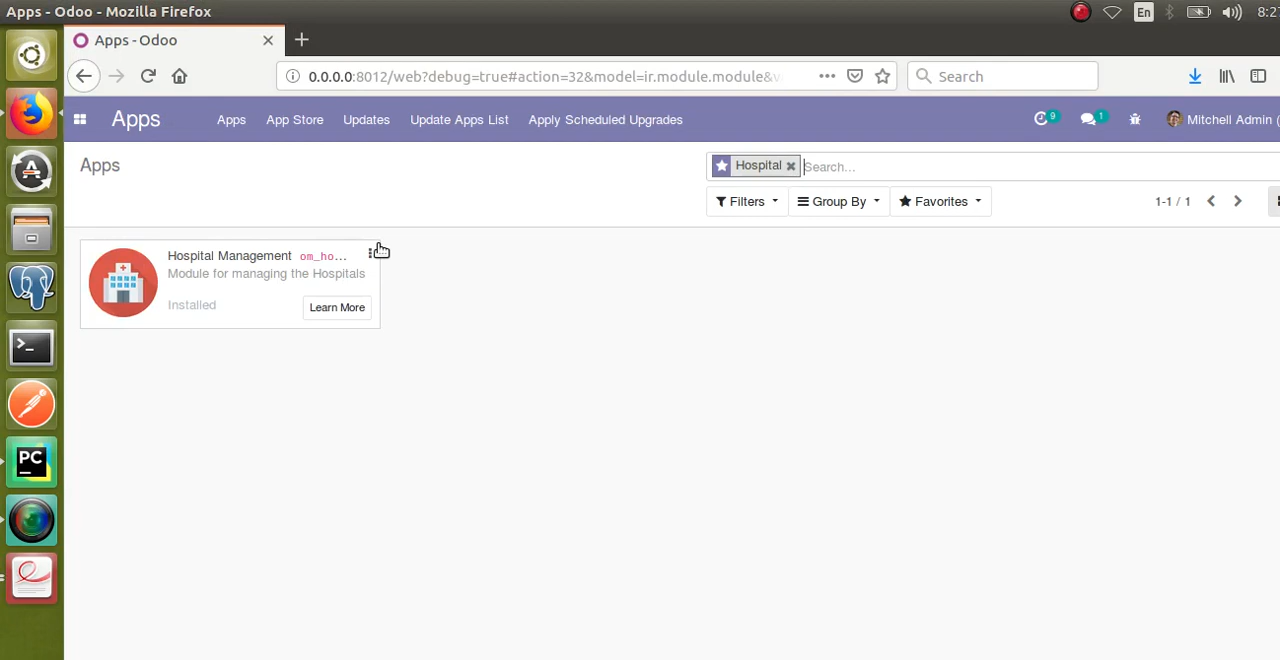 Apps - Odoo - Mozilla Firefox
En
Apps - Odoo
0.0.0.0:8012/web?debug=true#action=32&model=ir.module.module&
Search
Apps
Apps
App Store
Updates
Update Apps List
Apply Scheduled Upgrades
9
1
Mitchell Admin (
Apps
Hospital
Search...
Filters
Group By
Favorites
1-1 / 1
Hospital Management om_ho...
Module for managing the Hospitals
Installed
Learn More
PC